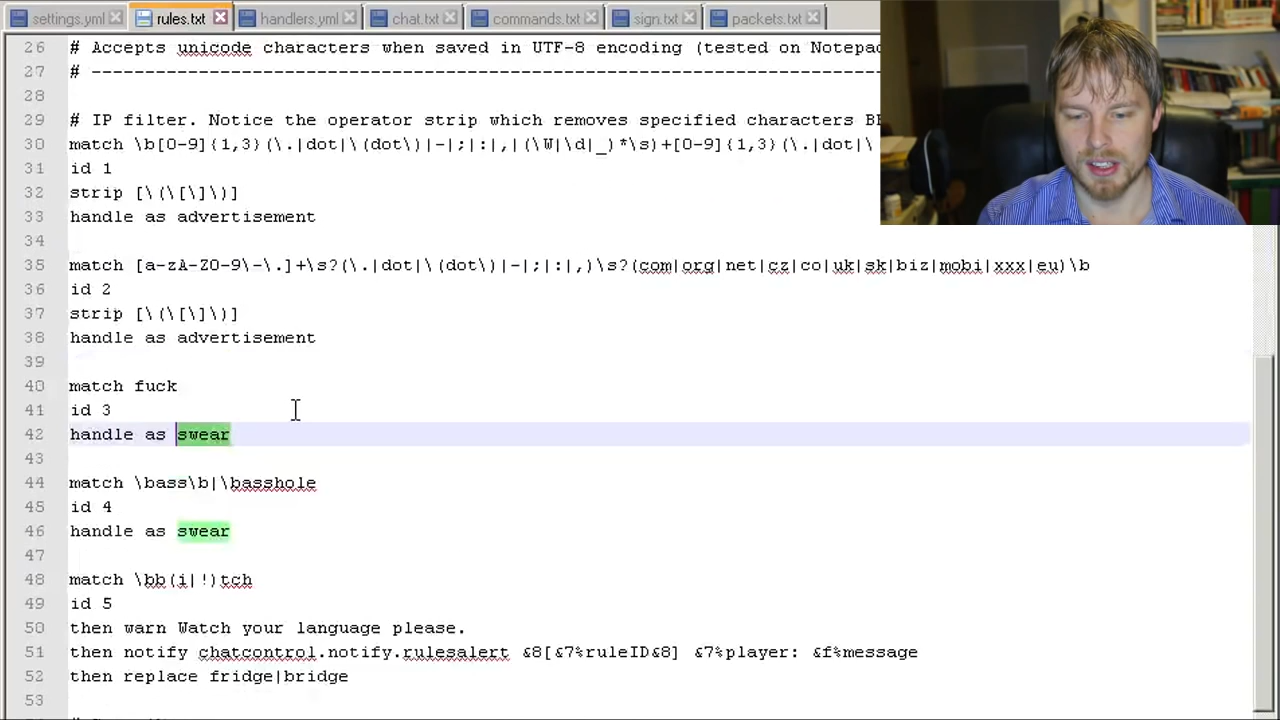 settings.yml rules.txt handlers.yml chat.txt commands.txt sign.txt packets.txt
26 # Accepts unicode characters when saved in UTF-8 encoding (tested on Notepa
27 # ---------------------------------------------------------------------------
28
29 # IP filter. Notice the operator strip which removes specified characters BE
30 match \b[0-9]{1,3}(\.|dot|\(dot\)|-|;|:|,|(\W|\d|_)*\s)+[0-9]{1,3}(\.|dot|\
31 id 1
32 strip [\(\[\]\)]
33 handle as advertisement
34
35 match [a-zA-Z0-9\-\.]+\s?(\.|dot|\(dot\)|-|;|:|,)\s?(com|org|net|cz|co|uk|sk|biz|mobi|xxx|eu)\b
36 id 2
37 strip [\(\[\]\)]
38 handle as advertisement
39
40 match fuck
41 id 3
42 handle as swear
43
44 match \bass\b|\basshole
45 id 4
46 handle as swear
47
48 match \bb(i|!)tch
49 id 5
50 then warn Watch your language please.
51 then notify chatcontrol.notify.rulesalert &8[&7%ruleID&8] &7%player: &f%message
52 then replace fridge|bridge
53